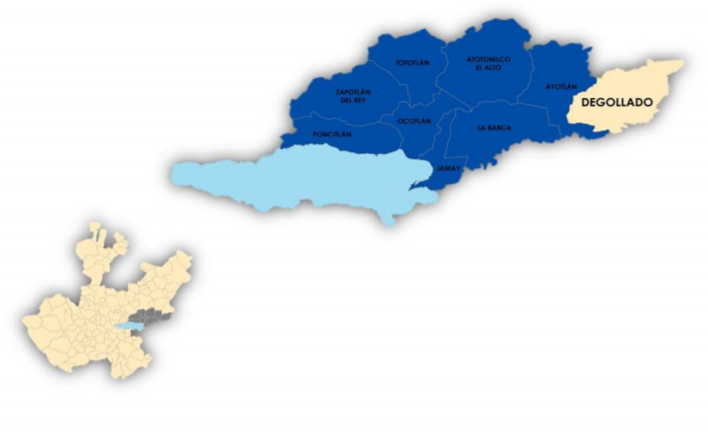 TOTOTLÁN
ATOTONILCO
EL ALTO
AYOTLÁN
ZAPOTLÁN
DEL REY
DEGOLLADO
OCOTLÁN
LA BARCA
PONCITLÁN
JAMAY